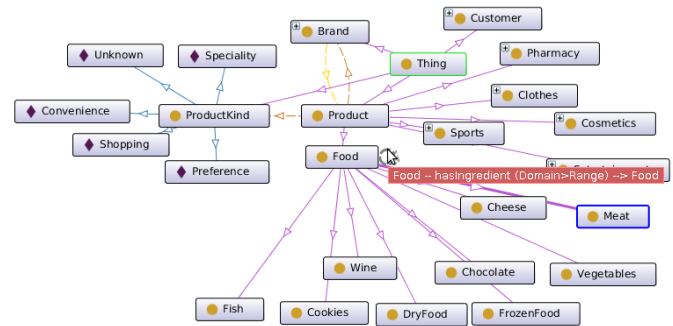 Customer
Brand
Unknown
Speciality
Thing
Pharmacy
Clothes
Convenience
ProductKind
Product
Cosmetics
Sports
Shopping
Food
Preference
Food -- hasIngredient (Domain>Range) --> Food
Cheese
Meat
Wine
Chocolate
Vegetables
Fish
Cookies
DryFood
FrozenFood